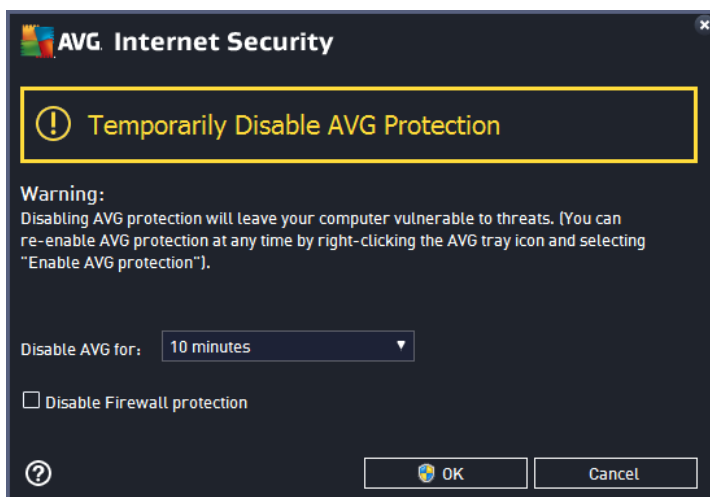 AVG. Internet Security
Temporarily Disable AVG Protection
Warning:
Disabling AVG protection will leave your computer vulnerable to threats. (You can
re-enable AVG protection at any time by right-clicking the AVG tray icon and selecting
"Enable AVG protection").
Disable AVG for: 10 minutes
Disable Firewall protection
OK Cancel